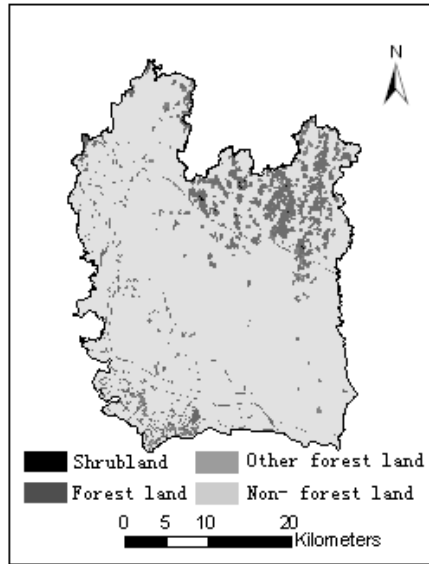 N
Shrubland Other forest land
Forest land Non- forest land
0 5 10 20
Kilometers